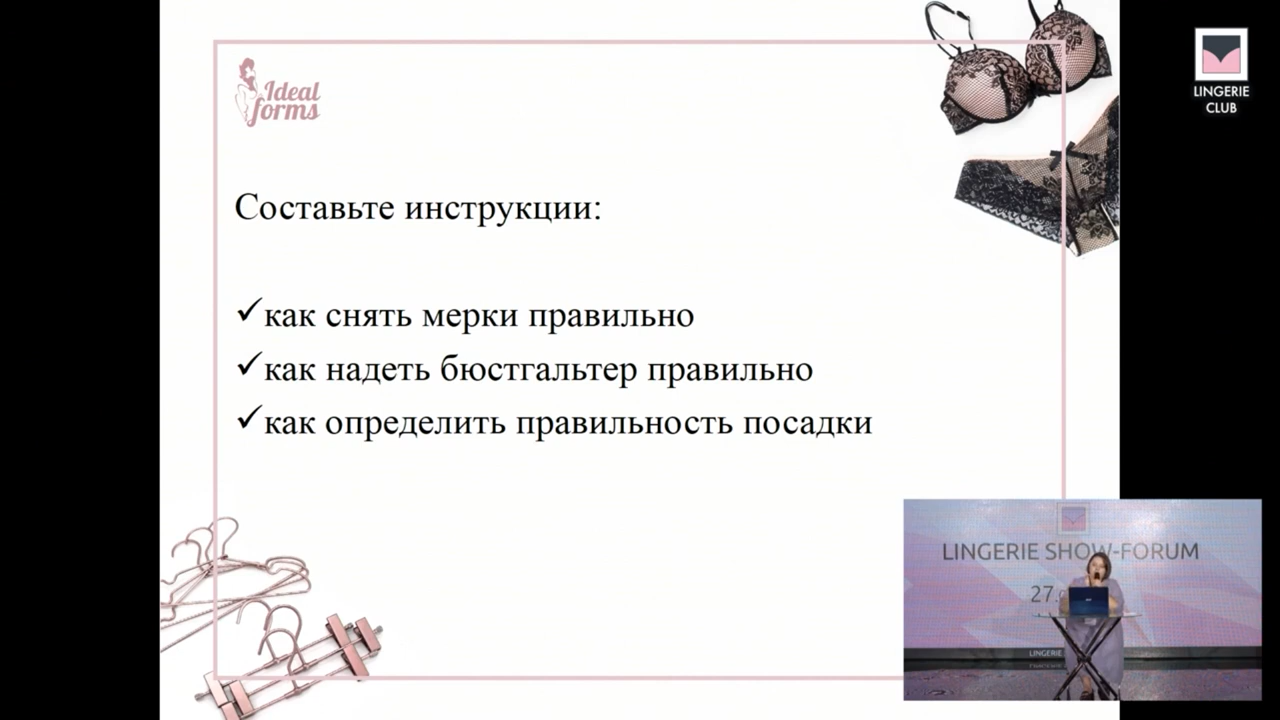 Ideal
forms
LINGERIE
CLUB
Составьте инструкции:
как снять мерки правильно
как надеть бюстгальтер правильно
как определить правильность посадки
LINGERIE SHOW-FORUM
27.
LINGERIE